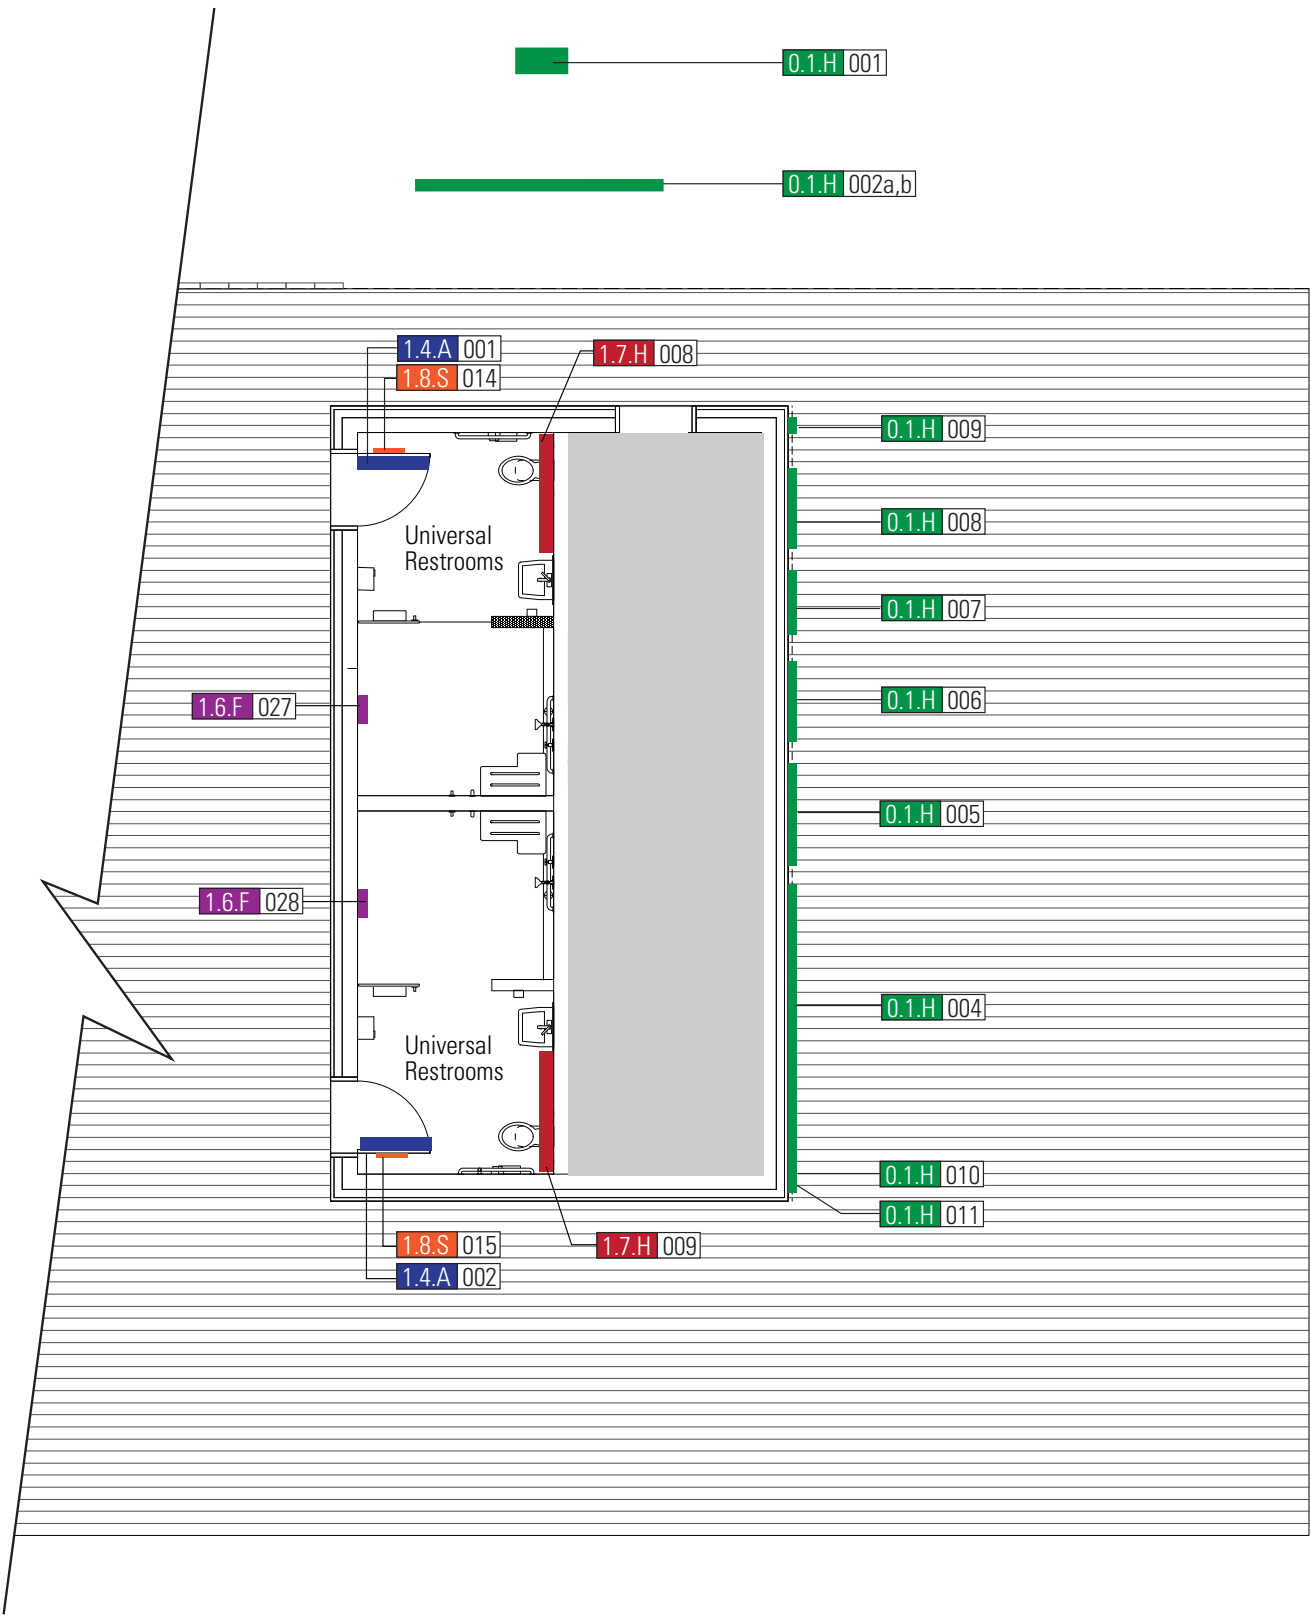 0.1.H 001
0.1.H 002a,b
1.4.A 001
1.7.H 008
1.8.S 014
0.1.H 009
0.1.H 008
Universal
Restrooms
0.1.H 007
0.1.H 006
1.6.F 027
0.1.H 005
1.6.F 028
0.1.H 004
Universal
Restrooms
0.1.H 010
0.1.H 011
1.8.S 015
1.7.H 009
1.4.A 002